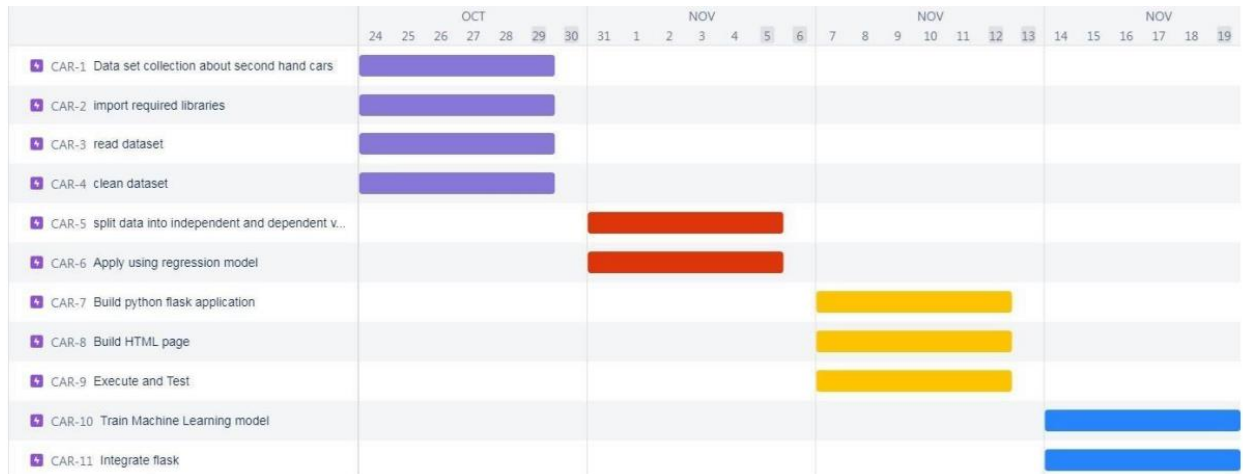 OCT NOV NOV NOV
24 25 26 27 28 29 30 31 1 2 3 4 5 6 7 8 9 10 11 12 13 14 15 16 17 18 19
CAR-1 Data set collection about second hand cars
CAR-2 import required libraries
CAR-3 read dataset
CAR-4 clean dataset
CAR-5 split data into independent and dependent v...
CAR-6 Apply using regression model
CAR-7 Build python flask application
CAR-8 Build HTML page
CAR-9 Execute and Test
CAR-10 Train Machine Learning model
CAR-11 Integrate flask